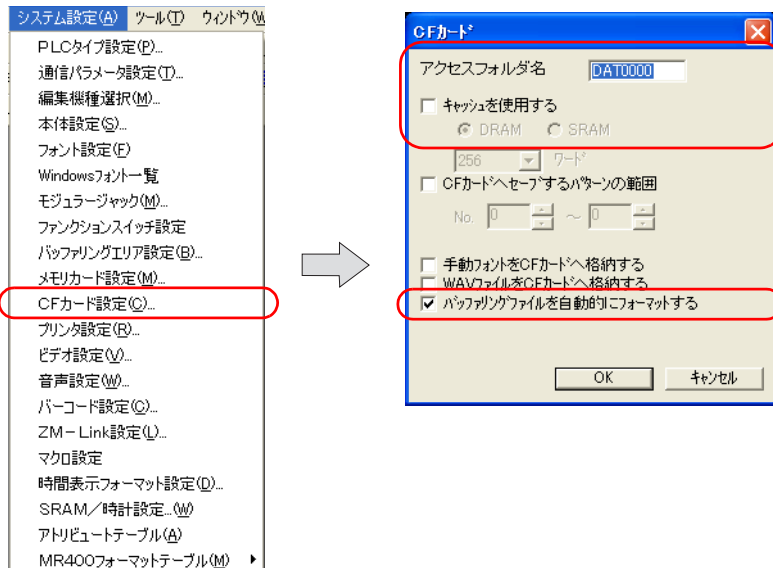 システム設定(A) ツール(T) ウィンドウ(W
PLCタイプ設定(P)...
通信パラメータ設定(T)...
編集機種選択(M)...
本体設定(S)...
フォント設定(F)
Windowsフォント一覧
モジュラージャック(M)...
ファンクションスイッチ設定
バッファリングエリア設定(B)...
メモリカード設定(M)...
CFカード設定(C)...
プリンタ設定(R)...
ビデオ設定(V)...
音声設定(W)...
バーコード設定(C)...
ZM-Link設定(L)...
マクロ設定
時間表示フォーマット設定(D)...
SRAM/時計設定...(W)
アトリビュートテーブル(A)
MR400フォーマットテーブル(M)
CFカード
アクセスフォルダ名 DAT0000
キャッシュを使用する
DRAM SRAM
256 ワード
CFカードへセーブするパターンの範囲
No. 0 ~ 0
手動フォントをCFカードへ格納する
WAVファイルをCFカードへ格納する
バッファリングファイルを自動的にフォーマットする
OK キャンセル